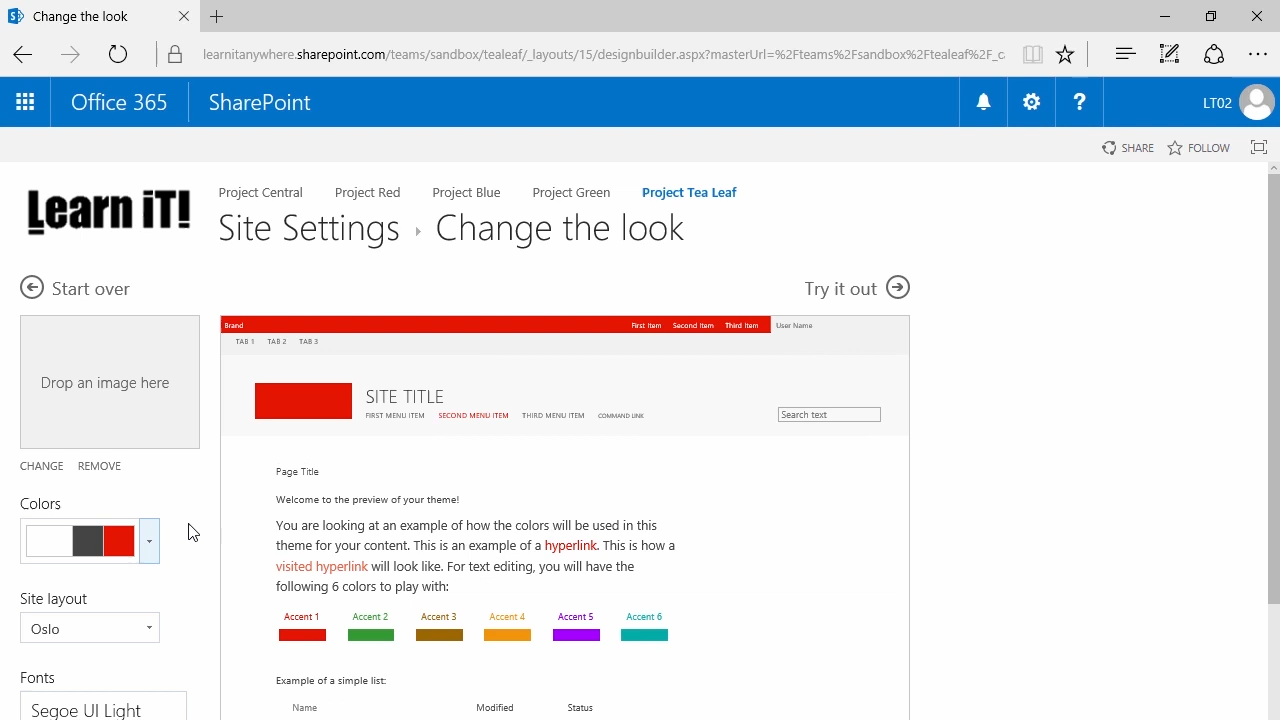 Change the look
learnitanywhere.sharepoint.com/teams/sandbox/tealeaf/_layouts/15/designbuilder.aspx?masterUrl=%2Fteams%2Fsandbox%2Ftealeaf%2F_c
Office 365 SharePoint ? LT02
SHARE FOLLOW
Learn iT!
Project Central Project Red Project Blue Project Green Project Tea Leaf
Site Settings Change the look
Start over Try it out
Brand First Item Second Item Third Item User Name
TAB 1 TAB 2 TAB 3
Drop an image here
SITE TITLE
FIRST MENU ITEM SECOND MENU ITEM THIRD MENU ITEM COMMAND LINK Search text
CHANGE REMOVE
Page Title
Colors
Welcome to the preview of your theme!
You are looking at an example of how the colors will be used in this
theme for your content. This is an example of a hyperlink. This is how a
visited hyperlink will look like. For text editing, you will have the
following 6 colors to play with:
Site layout
Oslo
Accent 1 Accent 2 Accent 3 Accent 4 Accent 5 Accent 6
Fonts
Segoe UI Light
Example of a simple list:
Name Modified Status